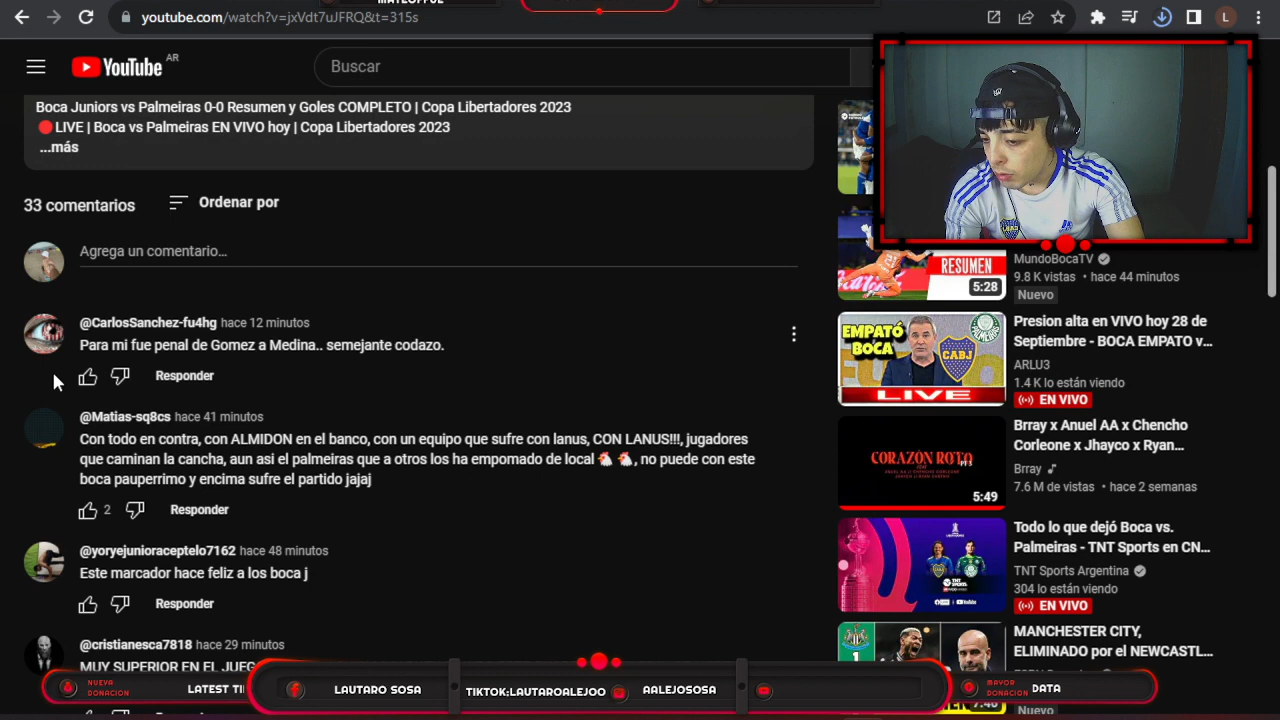 youtube.com/watch?v=jxVdt7uJFRQ&t=315s
L
YouTube AR
Buscar
Boca Juniors vs Palmeiras 0-0 Resumen y Goles COMPLETO | Copa Libertadores 2023
🔴LIVE | Boca vs Palmeiras EN VIVO hoy | Copa Libertadores 2023
...más
33 comentarios
Ordenar por
Agrega un comentario...
@CarlosSanchez-fu4hg hace 12 minutos
Para mi fue penal de Gomez a Medina.. semejante codazo.
Responder
@Matias-sq8cs hace 41 minutos
Con todo en contra, con ALMIDON en el banco, con un equipo que sufre con lanus, CON LANUS!!!, jugadores
que caminan la cancha, aun asi el palmeiras que a otros los ha empomado de local 🐔🐔, no puede con este
boca pauperrimo y encima sufre el partido jajaj
2
Responder
@yoryejunioraceptelo7162 hace 48 minutos
Este marcador hace feliz a los boca j
Responder
@cristianesca7818 hace 29 minutos
MUY SUPERIOR EN EL JUEG
RESUMEN
5:28
MundoBocaTV
9.8 K vistas • hace 44 minutos
Nuevo
EMPATÓ
BOCA
CABJ
LIVE
Presion alta en VIVO hoy 28 de
Septiembre - BOCA EMPATO v...
ARLU3
1.4 K lo están viendo
EN VIVO
CORAZÓN ROTO
5:49
Brray x Anuel AA x Chencho
Corleone x Jhayco x Ryan...
Brray
7.6 M de vistas • hace 2 semanas
TNT SPORTS
Todo lo que dejó Boca vs.
Palmeiras - TNT Sports en CN...
TNT Sports Argentina
304 lo están viendo
EN VIVO
1
MANCHESTER CITY,
ELIMINADO por el NEWCASTL...
Nuevo
NUEVA
DONACION
LATEST TI
LAUTARO SOSA
TIKTOK;LAUTAROALEJOO
AALEJOSOSA
MAYOR
DONACION
DATA